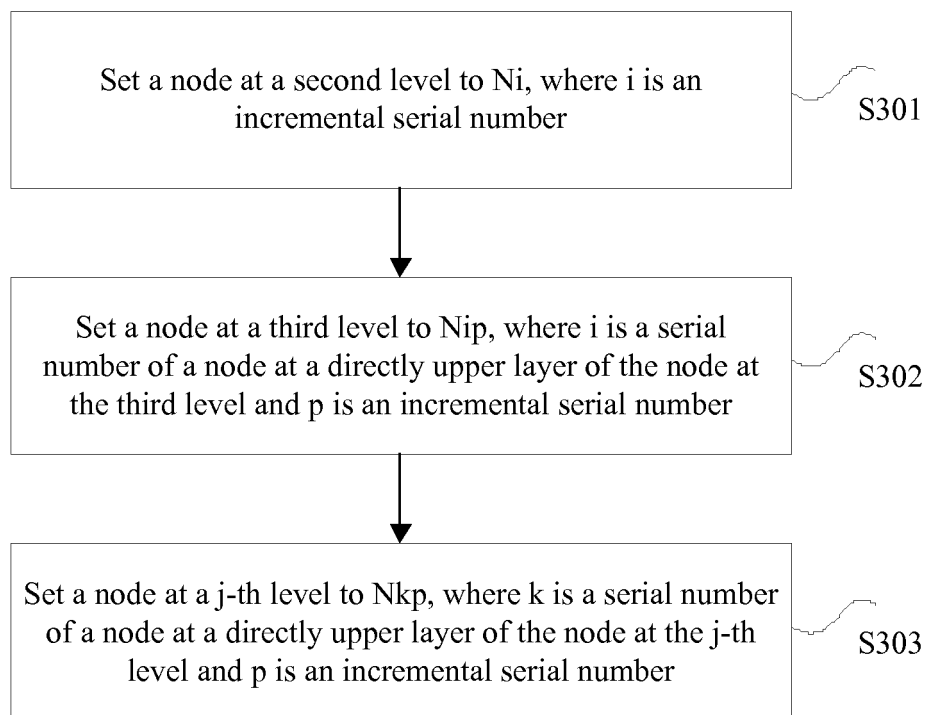 Set a node at a second level to Ni, where i is an
incremental serial number
S301
Set a node at a third level to Nip, where i is a serial
number of a node at a directly upper layer of the node at
the third level and p is an incremental serial number
S302
Set a node at a j-th level to Nkp, where k is a serial number
of a node at a directly upper layer of the node at the j-th
level and p is an incremental serial number
S303